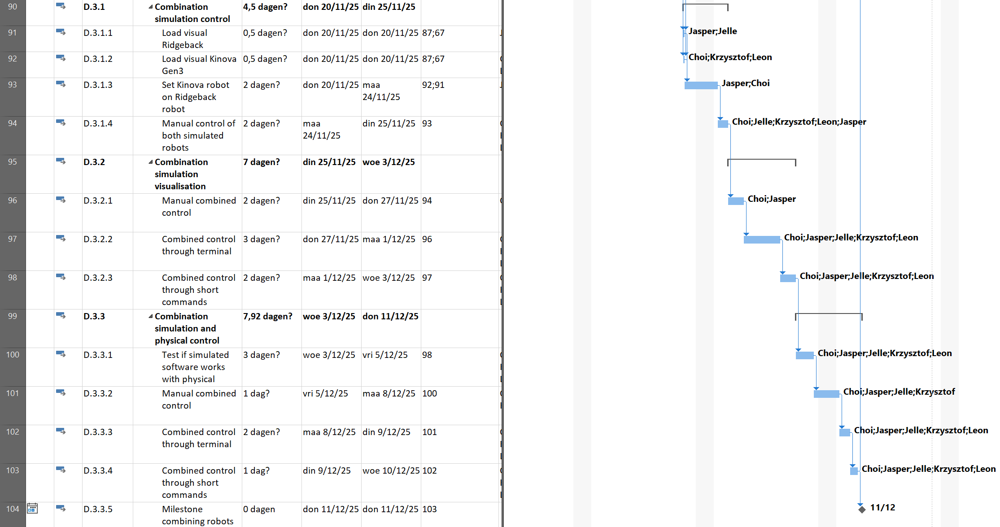 90 D.3.1 Combination 4,5 dagen? don 20/11/25 din 25/11/25
simulation control
91 D.3.1.1 Load visual 0,5 dagen? don 20/11/25 don 20/11/25 87;67 Jasper;Jelle
Ridgeback
92 D.3.1.2 Load visual Kinova 0,5 dagen? don 20/11/25 don 20/11/25 87;67 Choi;Krzysztof;Leon
Gen3
93 D.3.1.3 Set Kinova robot 2 dagen? don 20/11/25 maa 92;91 Jasper;Choi
on Ridgeback 24/11/25
robot
94 D.3.1.4 Manual control of 2 dagen? maa din 25/11/25 93 Choi;Jelle;Krzysztof;Leon;Jasper
both simulated 24/11/25
robots
95 D.3.2 Combination 7 dagen? din 25/11/25 woe 3/12/25
simulation
visualisation
96 D.3.2.1 Manual combined 2 dagen? din 25/11/25 don 27/11/25 94 Choi;Jasper
control
97 D.3.2.2 Combined control 3 dagen? don 27/11/25 maa 1/12/25 96 Choi;Jasper;Jelle;Krzysztof;Leon
through terminal
98 D.3.2.3 Combined control 2 dagen? maa 1/12/25 woe 3/12/25 97 Choi;Jasper;Jelle;Krzysztof;Leon
through short
commands
99 D.3.3 Combination 7,92 dagen? woe 3/12/25 don 11/12/25
simulation and
physical control
100 D.3.3.1 Test if simulated 3 dagen? woe 3/12/25 vri 5/12/25 98 Choi;Jasper;Jelle;Krzysztof;Leon
software works
with physical
101 D.3.3.2 Manual combined 1 dag? vri 5/12/25 maa 8/12/25 100 Choi;Jasper;Jelle;Krzysztof
control
102 D.3.3.3 Combined control 2 dagen? maa 8/12/25 din 9/12/25 101 Choi;Jasper;Jelle;Krzysztof;Leon
through terminal
103 D.3.3.4 Combined control 1 dag? din 9/12/25 woe 10/12/25 102 Choi;Jasper;Jelle;Krzysztof;Leon
through short
commands
104 D.3.3.5 Milestone 0 dagen don 11/12/25 don 11/12/25 103 11/12
combining robots